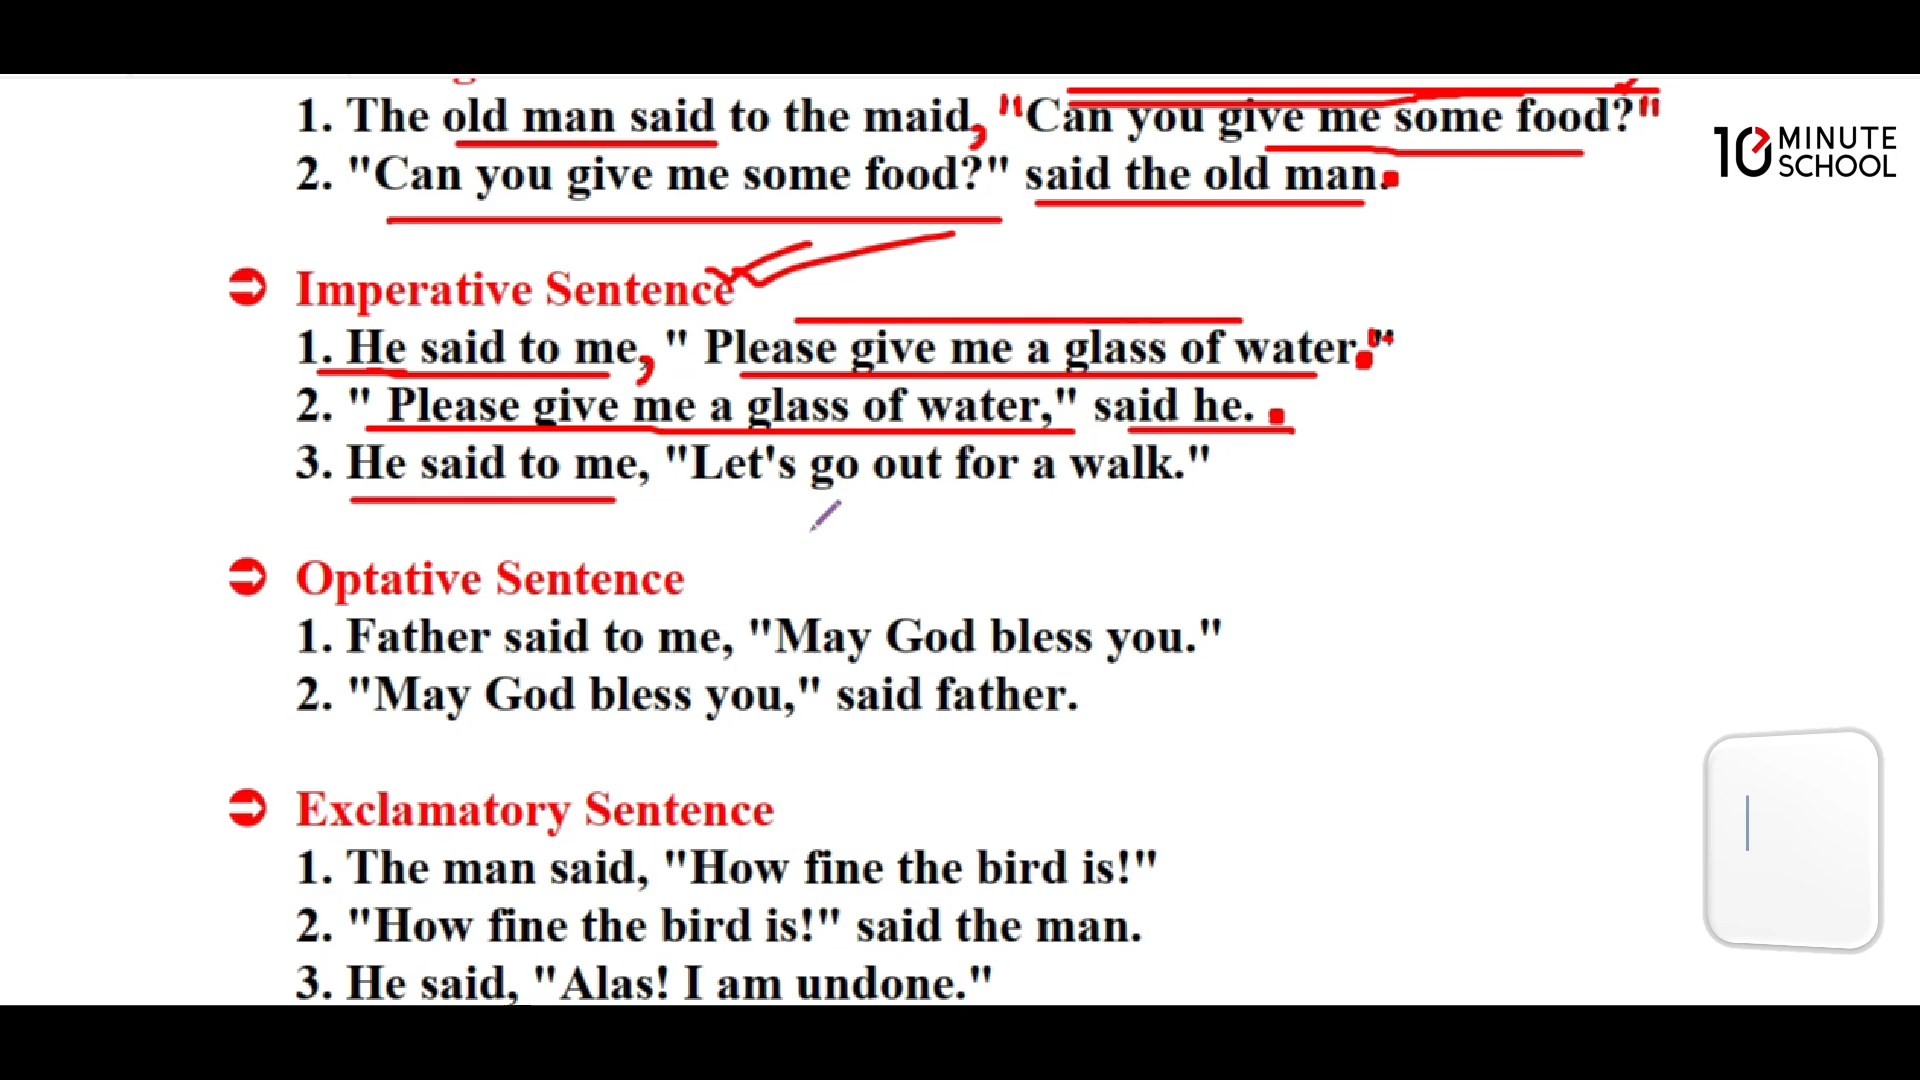 1. The old man said to the maid, "Can you give me some food?"
2. "Can you give me some food?" said the old man.
10 MINUTE SCHOOL
Imperative Sentence
1. He said to me, " Please give me a glass of water."
2. " Please give me a glass of water," said he.
3. He said to me, "Let's go out for a walk."
Optative Sentence
1. Father said to me, "May God bless you."
2. "May God bless you," said father.
Exclamatory Sentence
1. The man said, "How fine the bird is!"
2. "How fine the bird is!" said the man.
3. He said, "Alas! I am undone."